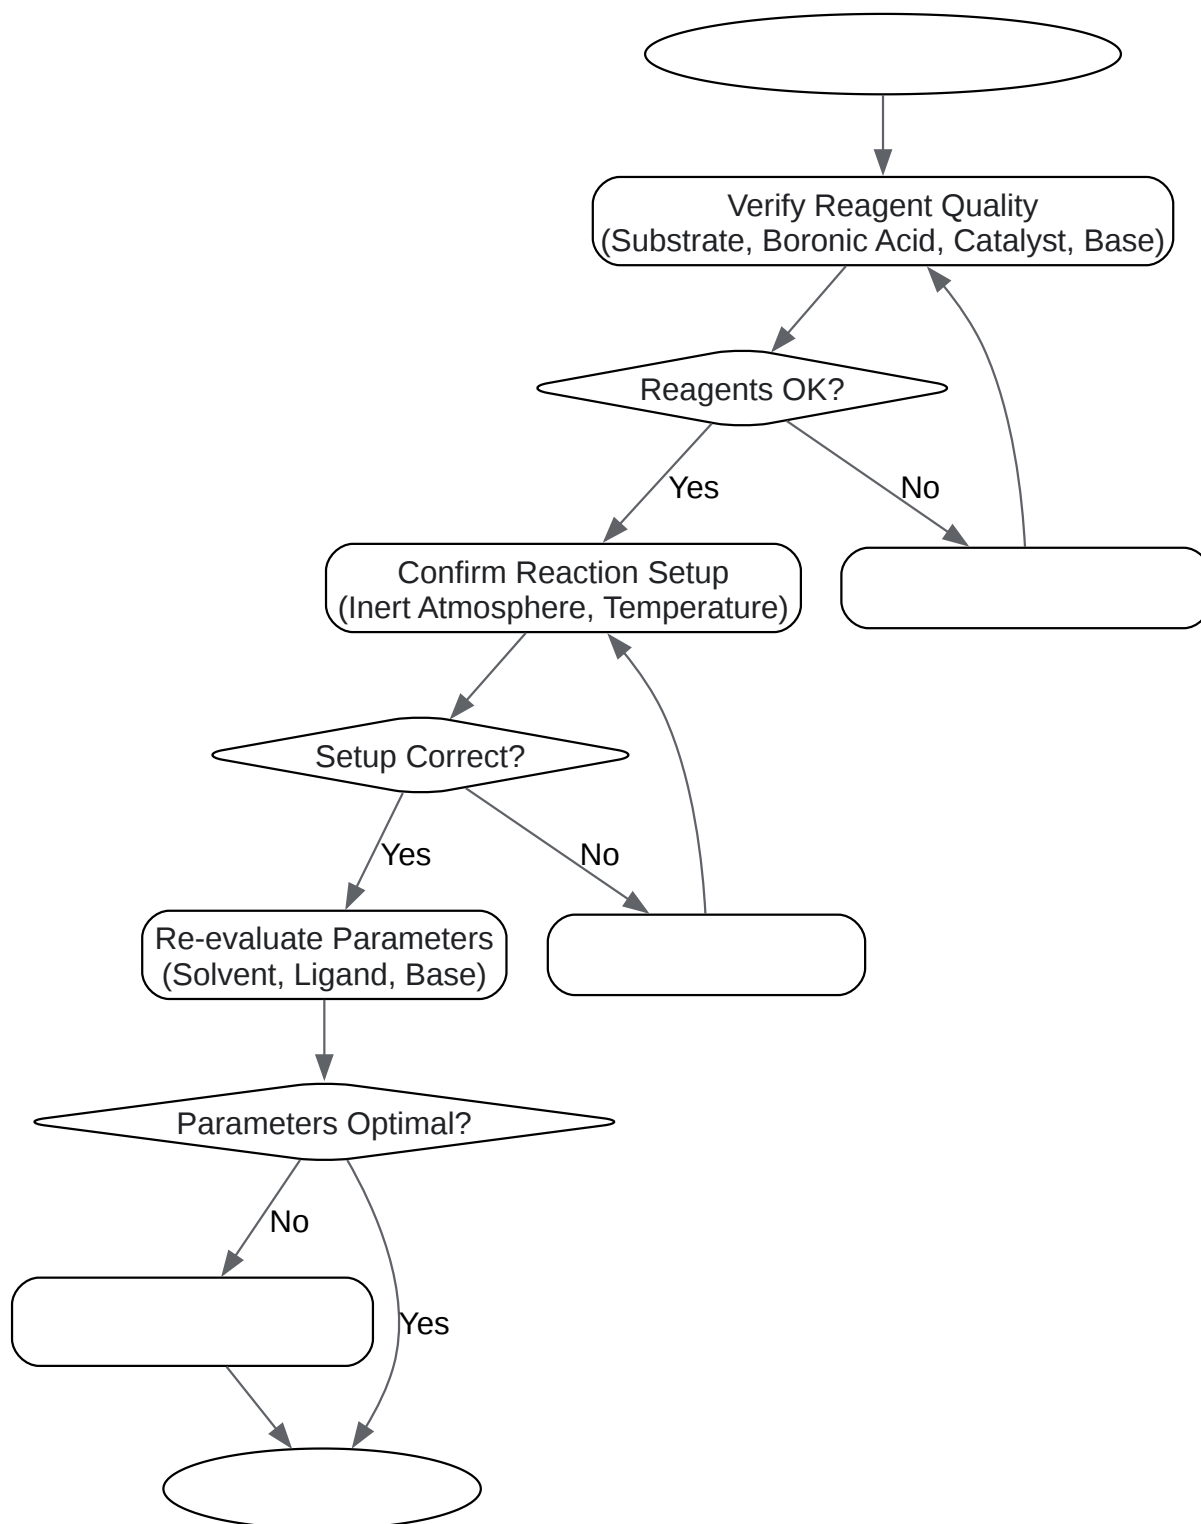 Verify Reagent Quality
(Substrate, Boronic Acid, Catalyst, Base)
Reagents OK?
Yes
No
Confirm Reaction Setup
(Inert Atmosphere, Temperature)
Setup Correct?
Yes
No
Re-evaluate Parameters
(Solvent, Ligand, Base)
Parameters Optimal?
No
Yes